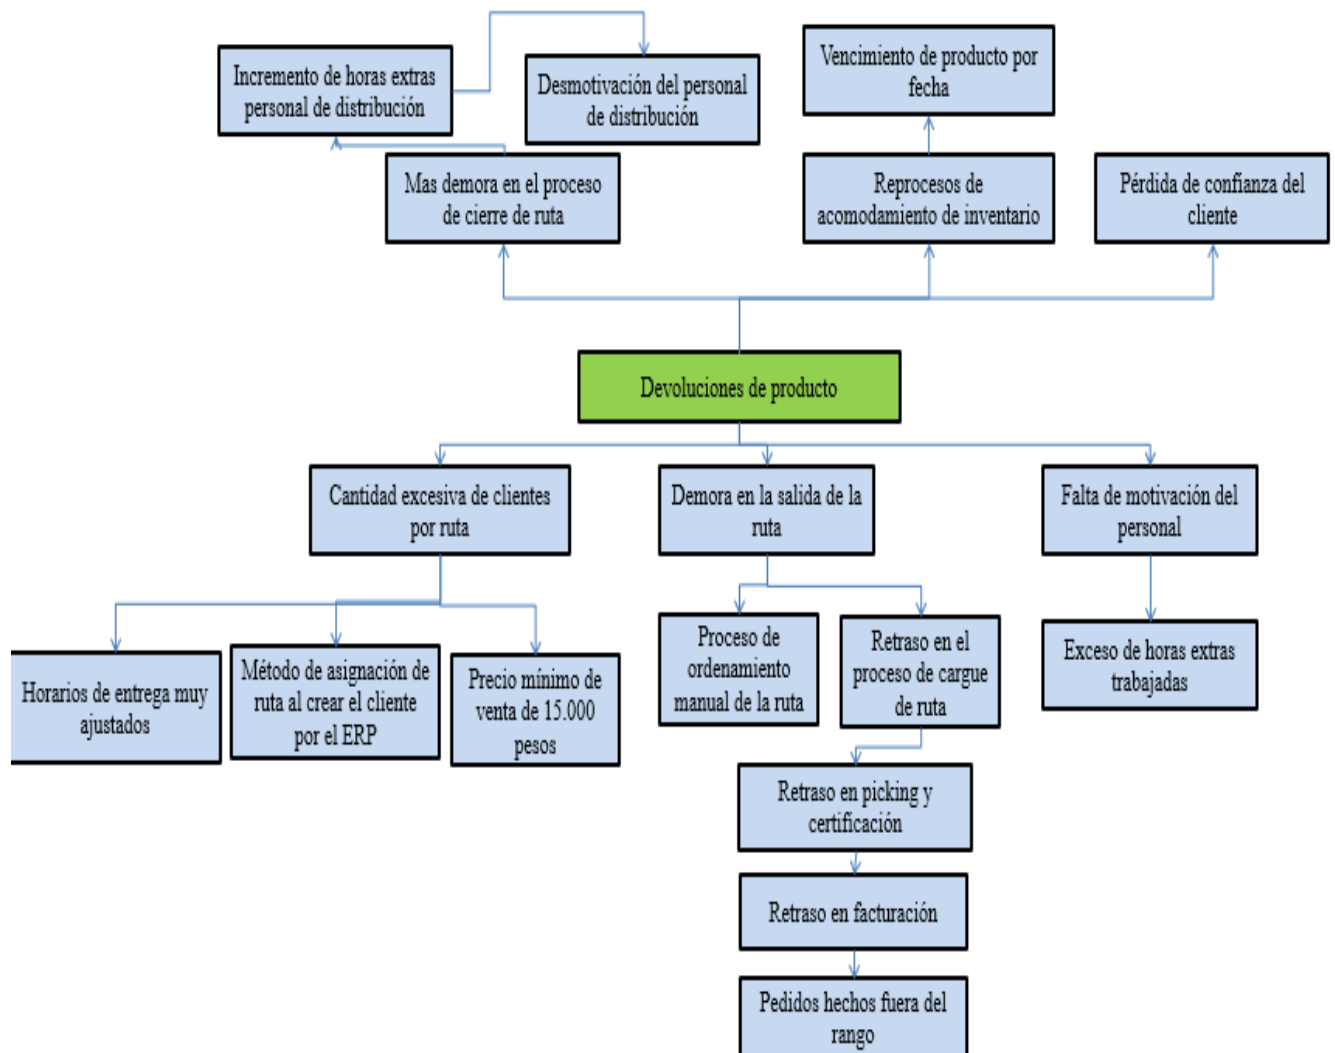 Incremento de horas extras
personal de distribución
Desmotivación del personal
de distribución
Vencimiento de producto por
fecha
Mas demora en el proceso
de cierre de ruta
Reprocesos de
acomodamiento de inventario
Pérdida de confianza del
cliente
Devoluciones de producto
Cantidad excesiva de clientes
por ruta
Demora en la salida de la
ruta
Falta de motivación del
personal
Horarios de entrega muy
ajustados
Método de asignación de
ruta al crear el cliente
por el ERP
Precio mínimo de
venta de 15.000
pesos
Proceso de
ordenamiento
manual de la ruta
Retraso en el
proceso de cargue
de ruta
Exceso de horas extras
trabajadas
Retraso en picking y
certificación
Retraso en facturación
Pedidos hechos fuera del
rango